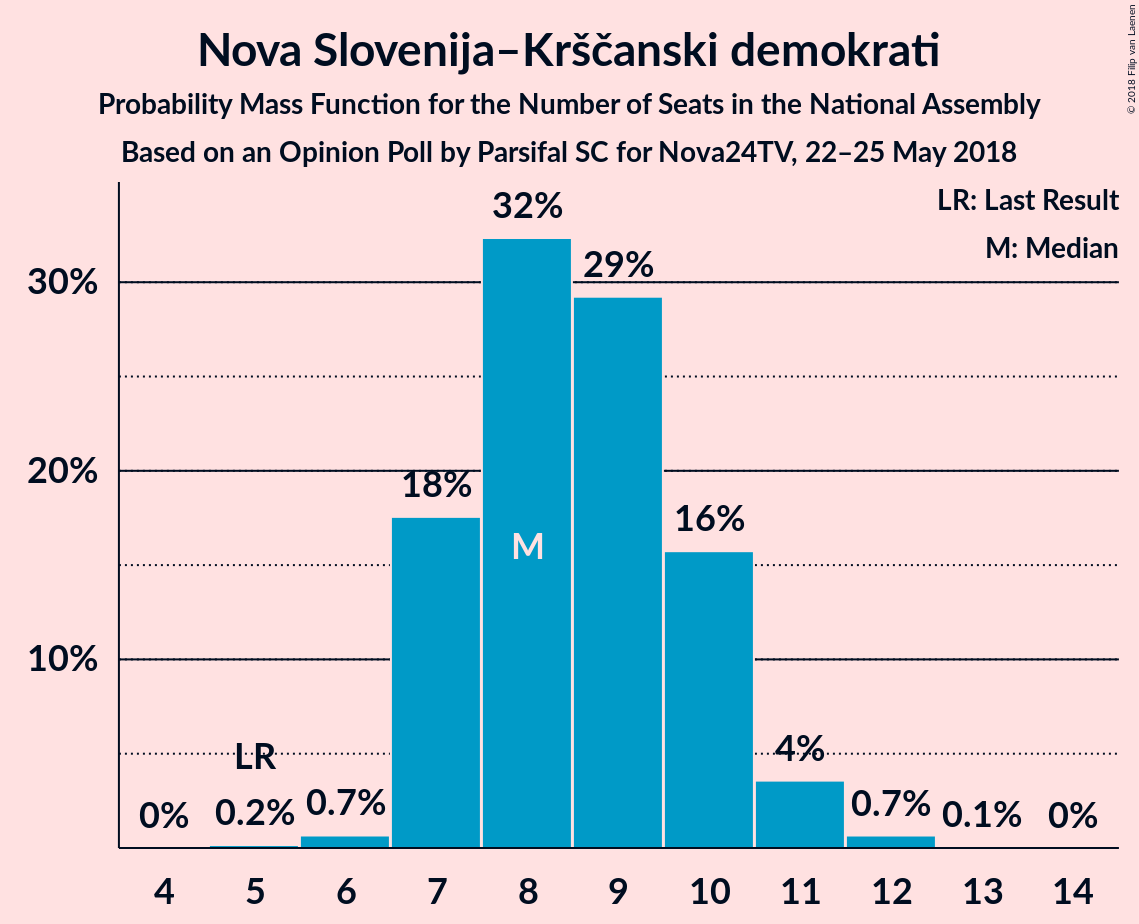 Nova Slovenija–Krščanski demokrati
Probability Mass Function for the Number of Seats in the National Assembly
Based on an Opinion Poll by Parsifal SC for Nova24TV, 22–25 May 2018
© 2018 Filip van Laenen
LR: Last Result
M: Median
30%
20%
10%
0%
LR
0.2%
0.7%
18%
32%
M
29%
16%
4%
0.7%
0.1%
0%
4 5 6 7 8 9 10 11 12 13 14